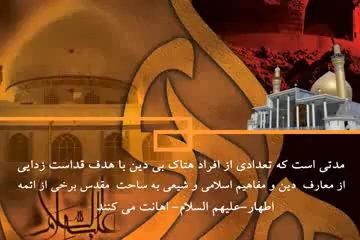 مدتی است که تعدادی از افراد هتاک بی دین با هدف قداست زدایی
از معارف دین و مفاهیم اسلامی و شیعی به ساحت مقدس برخی از ائمه
اطهار-علیهم السلام- اهانت می کنند